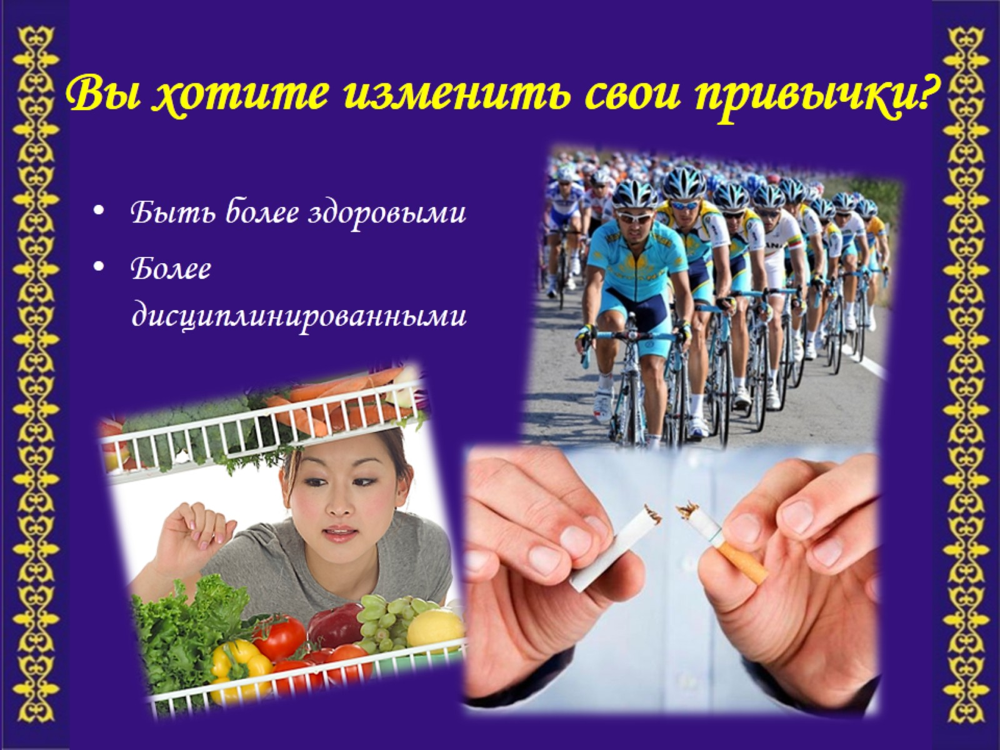 Вы хотите изменить свои привычки?
• Быть более здоровыми
• Более
дисциплинированными